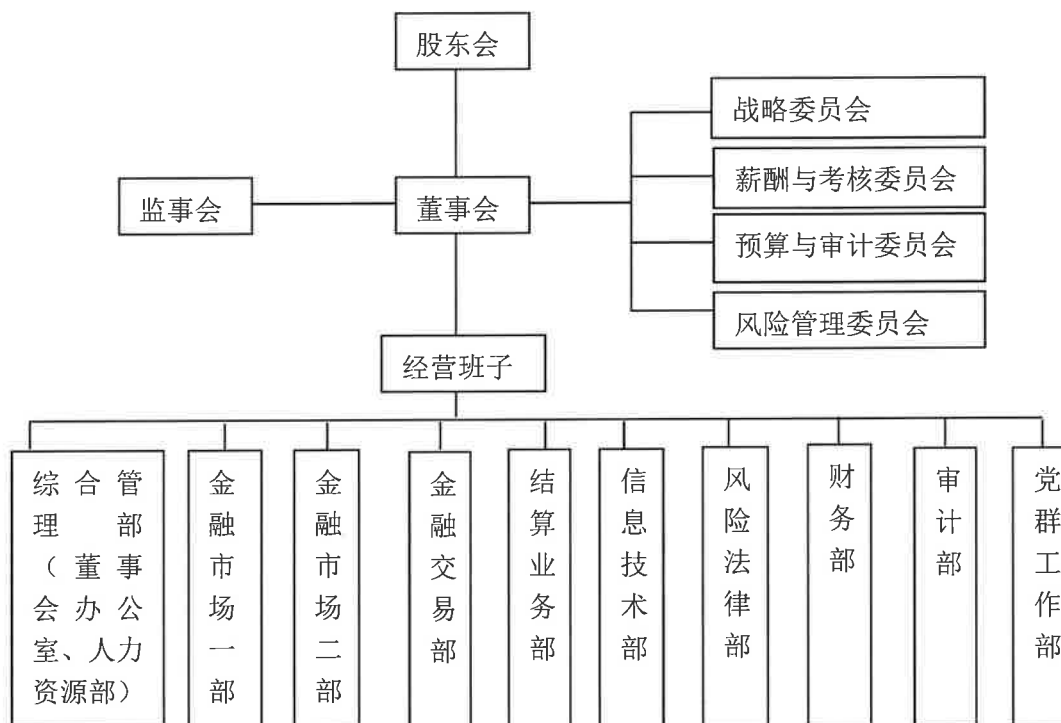 股东会
战略委员会
薪酬与考核委员会
监事会
董事会
预算与审计委员会
风险管理委员会
经营班子
综合管
理部
（董事
会办公
室、人力
资源部）
金融市场一部
金融市场二部
金融交易部
结算业务部
信息技术部
风险法律部
财务部
审计部
党群工作部